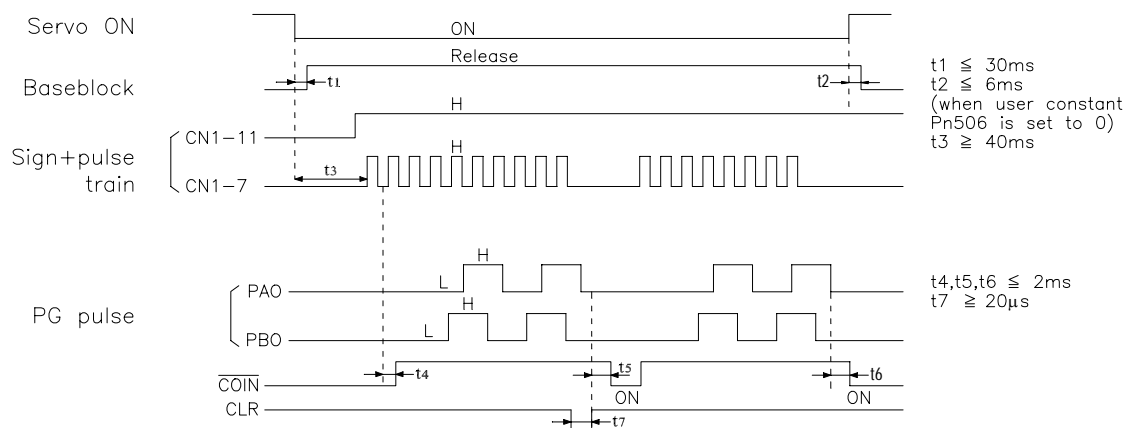 Servo ON
ON
Release
Baseblock
t1
t2
t1 ≦ 30ms
t2 ≦ 6ms
(when user constant
Pn506 is set to 0)
t3 ≧ 40ms
H
CN1-11
Sign+pulse
train
H
t3
CN1-7
H
L
PAO
t4,t5,t6 ≦ 2ms
t7 ≧ 20μs
PG pulse
H
L
PBO
t4
t5
t6
COIN
ON
ON
CLR
t7